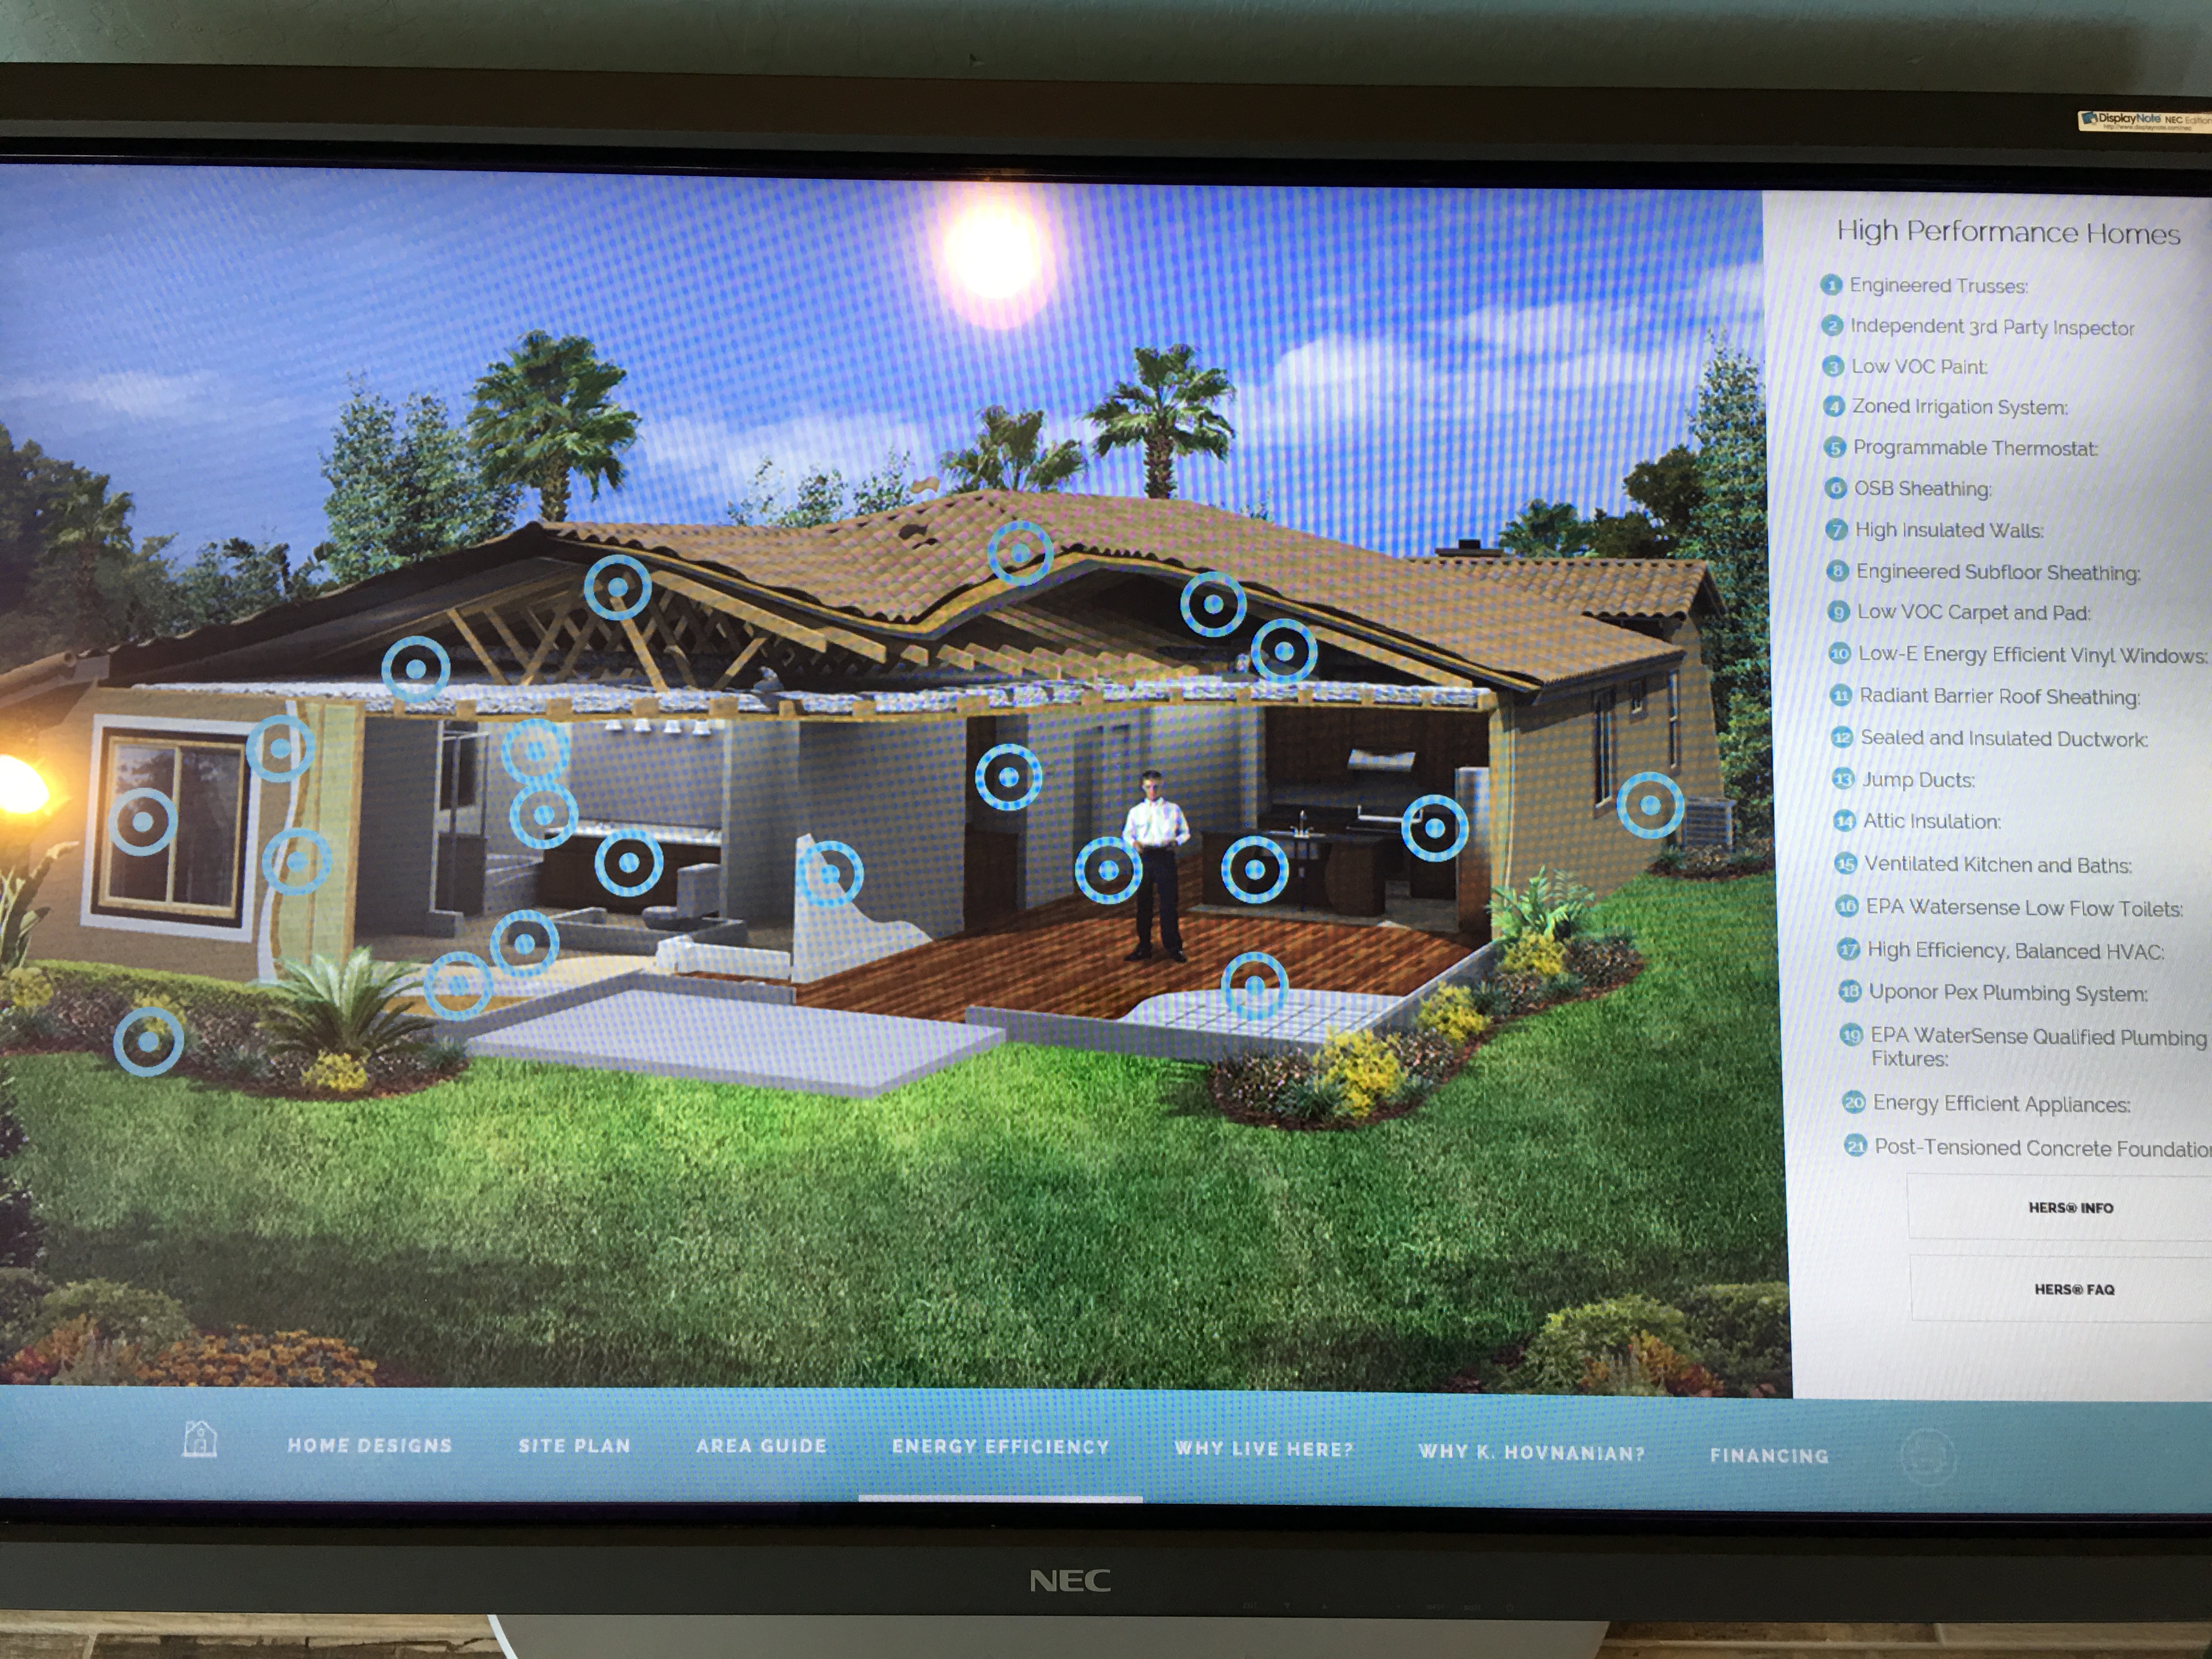 DisplayNote NEC Edition
http://www.displaynote.com/nec
High Performance Homes
1 Engineered Trusses:
2 Independent 3rd Party Inspector
3 Low VOC Paint:
4 Zoned Irrigation System:
5 Programmable Thermostat:
6 OSB Sheathing:
7 High Insulated Walls:
8 Engineered Subfloor Sheathing:
9 Low VOC Carpet and Pad:
10 Low-E Energy Efficient Vinyl Windows:
11 Radiant Barrier Roof Sheathing:
12 Sealed and Insulated Ductwork:
13 Jump Ducts:
14 Attic Insulation:
15 Ventilated Kitchen and Baths:
16 EPA Watersense Low Flow Toilets:
17 High Efficiency, Balanced HVAC:
18 Uponor Pex Plumbing System:
19 EPA WaterSense Qualified Plumbing
Fixtures:
20 Energy Efficient Appliances:
21 Post-Tensioned Concrete Foundatio
HERS® INFO
HERS® FAQ
HOME DESIGNS
SITE PLAN
AREA GUIDE
ENERGY EFFICIENCY
WHY LIVE HERE?
WHY K. HOVNANIAN?
FINANCING
NEC